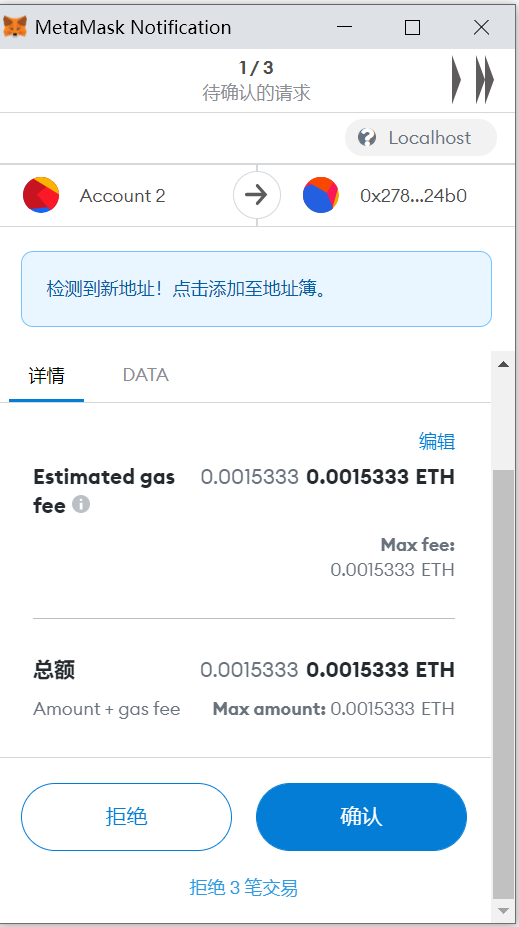 MetaMask Notification
1 / 3
待确认的请求
Localhost
Account 2
0x278...24b0
检测到新地址！点击添加至地址簿。
详情 DATA
编辑
Estimated gas fee 0.0015333 0.0015333 ETH
Max fee:
0.0015333 ETH
总额 0.0015333 0.0015333 ETH
Amount + gas fee Max amount: 0.0015333 ETH
拒绝 确认
拒绝 3 笔交易